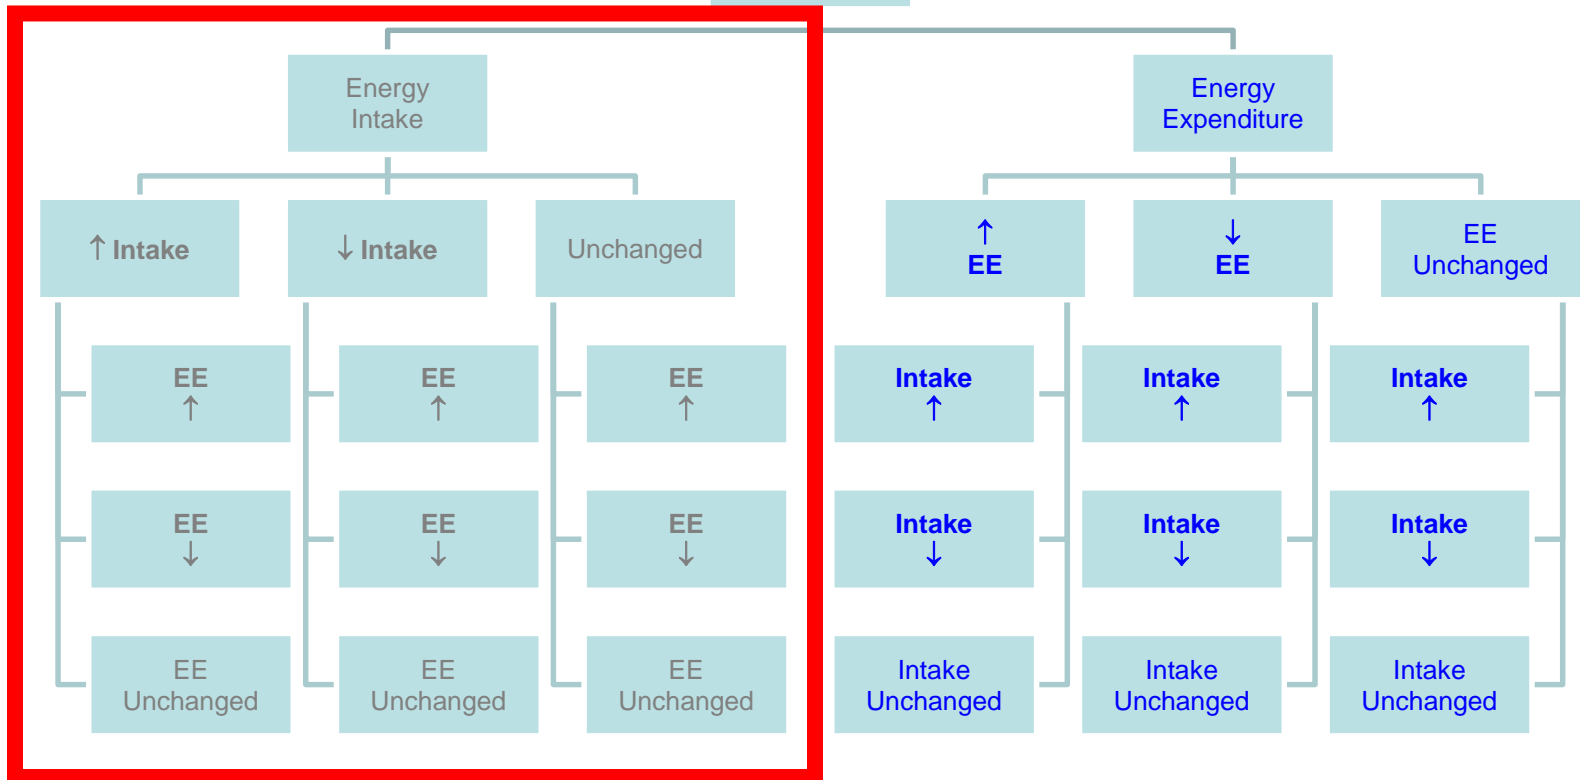 Energy
Intake
Energy
Expenditure
↑ Intake
↓ Intake
Unchanged
↑
EE
↓
EE
EE
Unchanged
EE
↑
EE
↑
EE
↑
Intake
↑
Intake
↑
Intake
↑
EE
↓
EE
↓
EE
↓
Intake
↓
Intake
↓
Intake
↓
EE
Unchanged
EE
Unchanged
EE
Unchanged
Intake
Unchanged
Intake
Unchanged
Intake
Unchanged